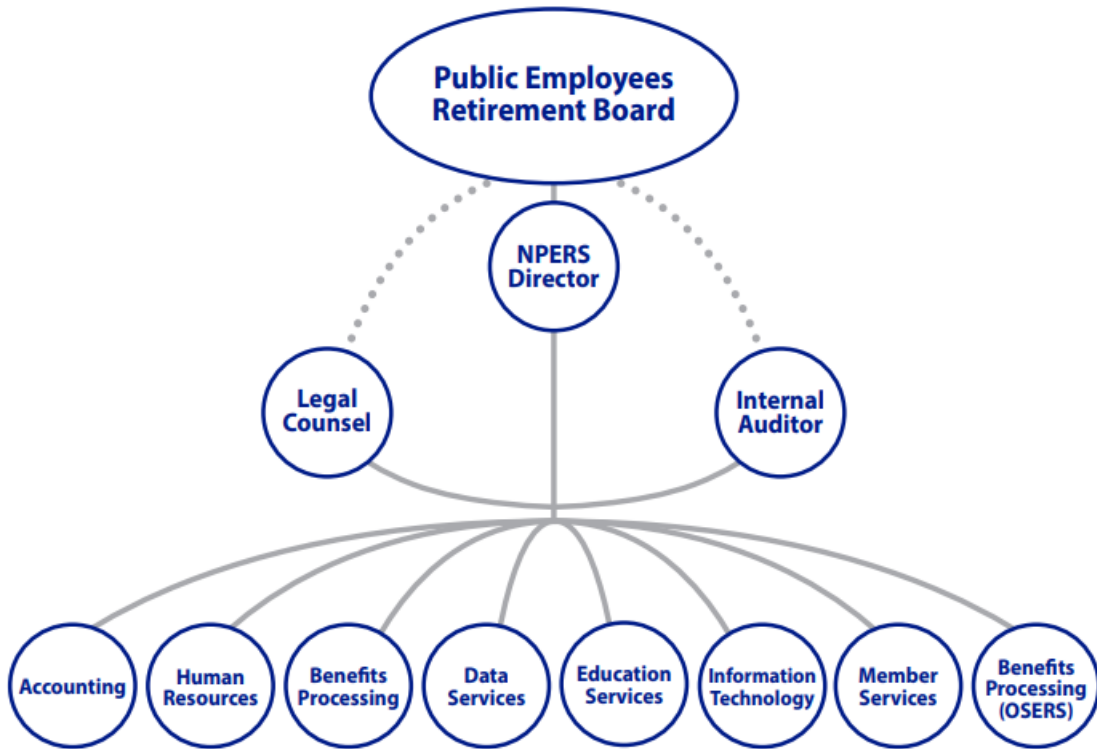 Public Employees
Retirement Board
NPERS
Director
Legal
Counsel
Internal
Auditor
Accounting
Human
Resources
Benefits
Processing
Data
Services
Education
Services
Information
Technology
Member
Services
Benefits
Processing
(OSERS)